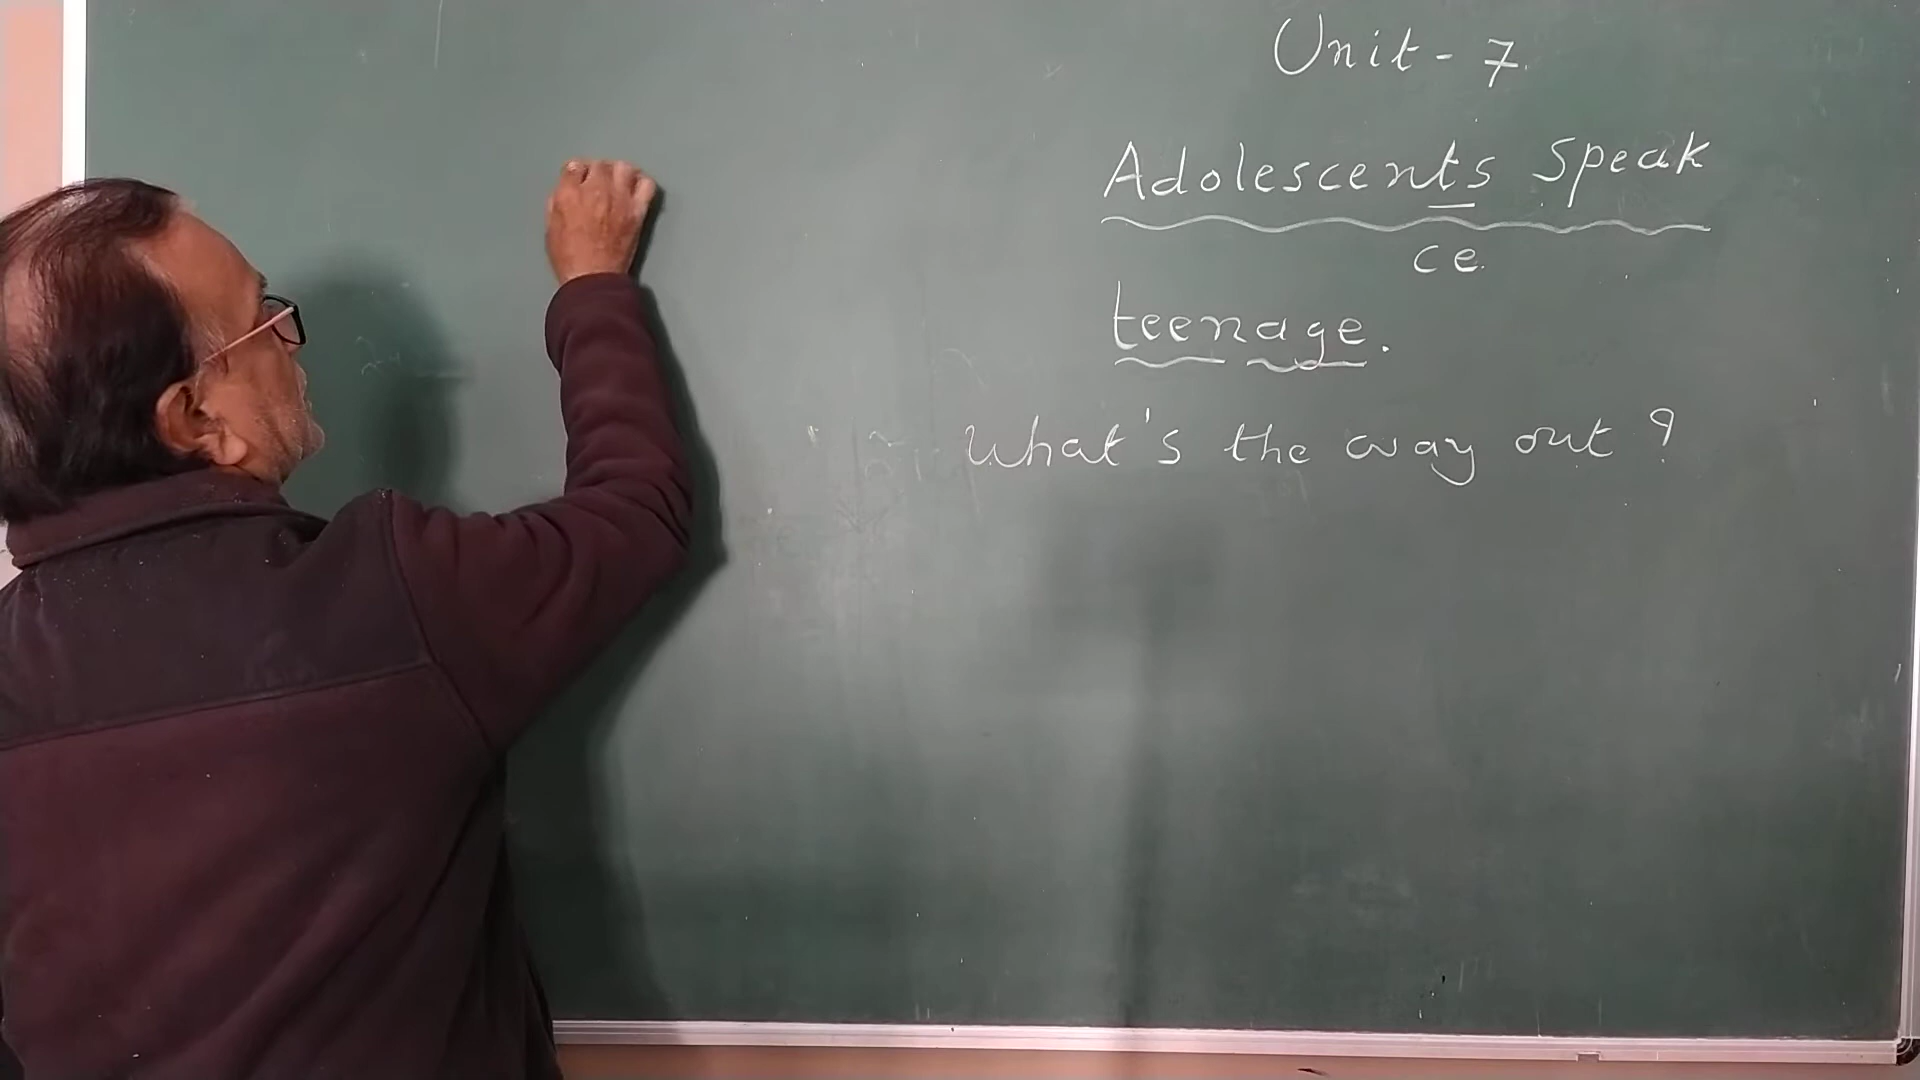 Unit - 7.
Adolescents Speak
ce
teenage.
What's the way out ?